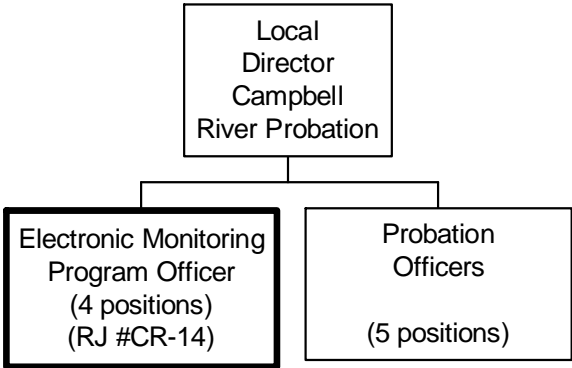 Local
Director
Campbell
River Probation
Electronic Monitoring
Program Officer
(4 positions)
(RJ #CR-14)
Probation
Officers
(5 positions)